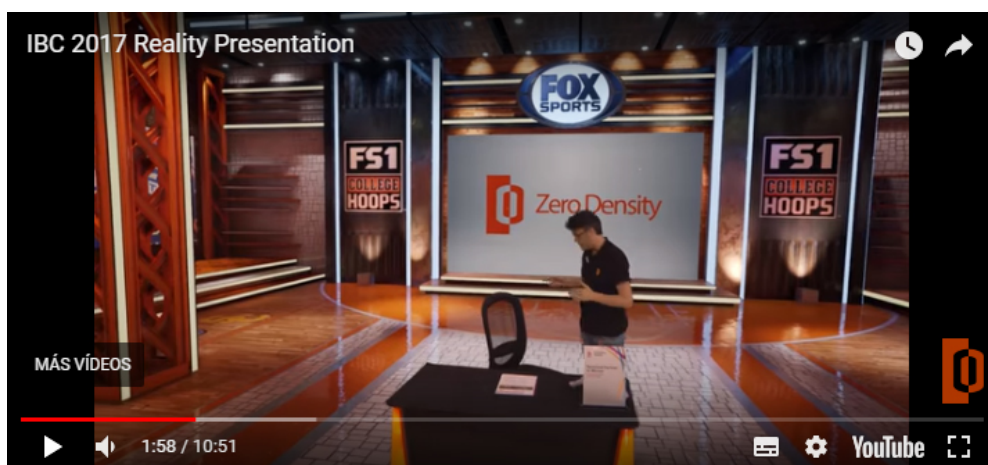 IBC 2017 Reality Presentation
FOX
SPORTS
FS1
COLLEGE
HOOPS
Zero Density
FS1
COLLEGE
HOOPS
MÁS VÍDEOS
1:58 / 10:51
YouTube